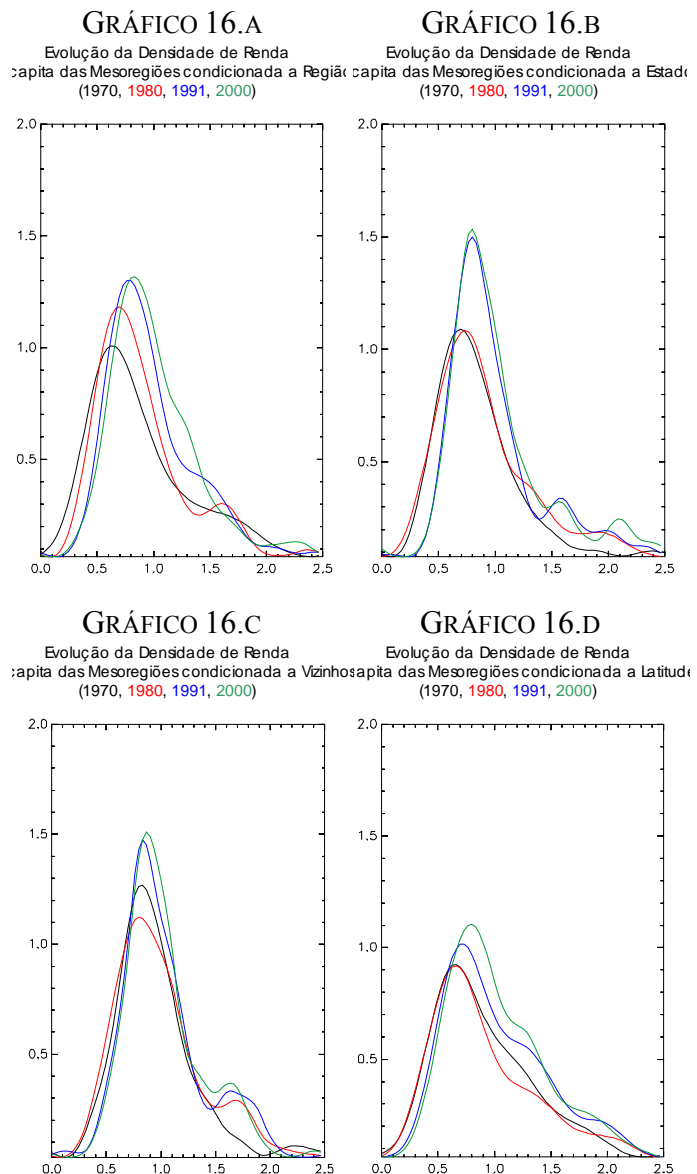 GRÁFICO 16.A
Evolução da Densidade de Renda
capita das Mesoregiões condicionada a Região
(1970, 1980, 1991, 2000)
2.0
1.5
1.0
0.5
0.0 0.5 1.0 1.5 2.0 2.5
GRÁFICO 16.B
Evolução da Densidade de Renda
capita das Mesoregiões condicionada a Estado
(1970, 1980, 1991, 2000)
2.0
1.5
1.0
0.5
0.0 0.5 1.0 1.5 2.0 2.5
GRÁFICO 16.C
Evolução da Densidade de Renda
capita das Mesoregiões condicionada a Vizinhos
(1970, 1980, 1991, 2000)
2.0
1.5
1.0
0.5
0.0 0.5 1.0 1.5 2.0 2.5
GRÁFICO 16.D
Evolução da Densidade de Renda
capita das Mesoregiões condicionada a Latitude
(1970, 1980, 1991, 2000)
2.0
1.5
1.0
0.5
0.0 0.5 1.0 1.5 2.0 2.5